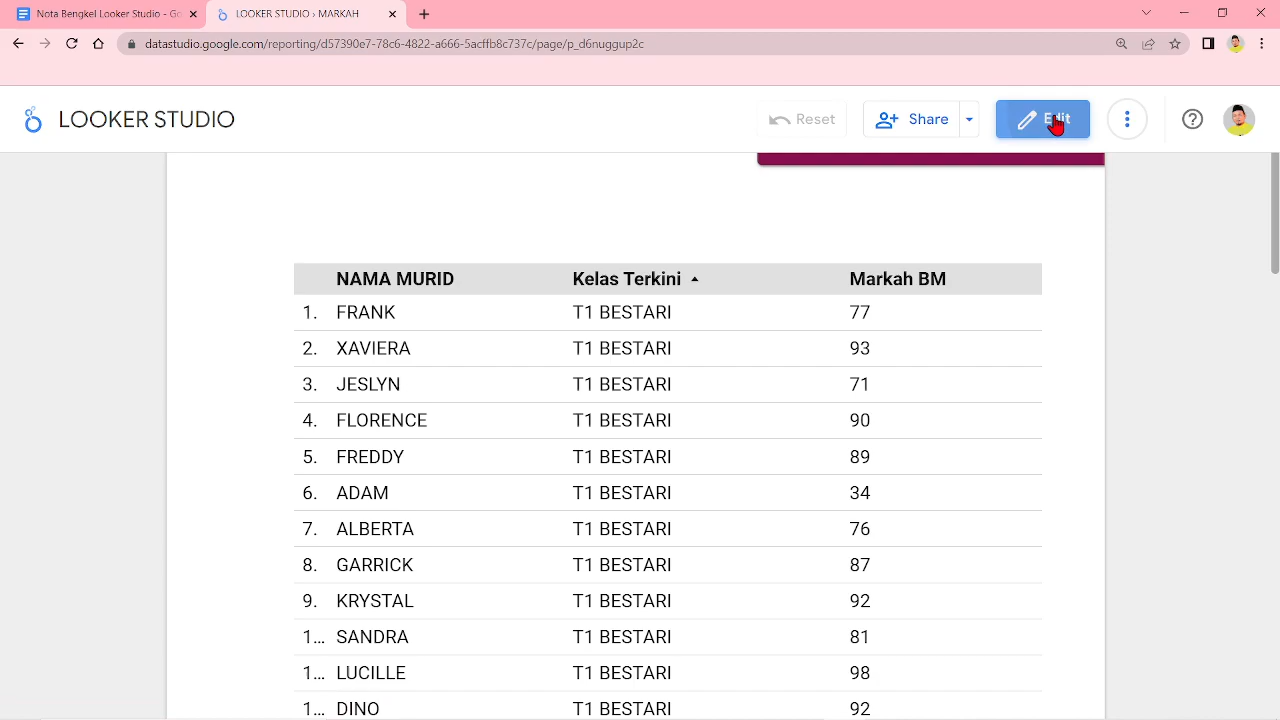 Nota Bengkel Looker Studio - Go
LOOKER STUDIO › MARKAH
datastudio.google.com/reporting/d57390e7-78c6-4822-a666-5acffb8c737c/page/p_d6nuggup2c
LOOKER STUDIO
Reset
Share
Edit
NAMA MURID Kelas Terkini Markah BM
1. FRANK T1 BESTARI 77
2. XAVIERA T1 BESTARI 93
3. JESLYN T1 BESTARI 71
4. FLORENCE T1 BESTARI 90
5. FREDDY T1 BESTARI 89
6. ADAM T1 BESTARI 34
7. ALBERTA T1 BESTARI 76
8. GARRICK T1 BESTARI 87
9. KRYSTAL T1 BESTARI 92
1... SANDRA T1 BESTARI 81
1... LUCILLE T1 BESTARI 98
1... DINO T1 BESTARI 92